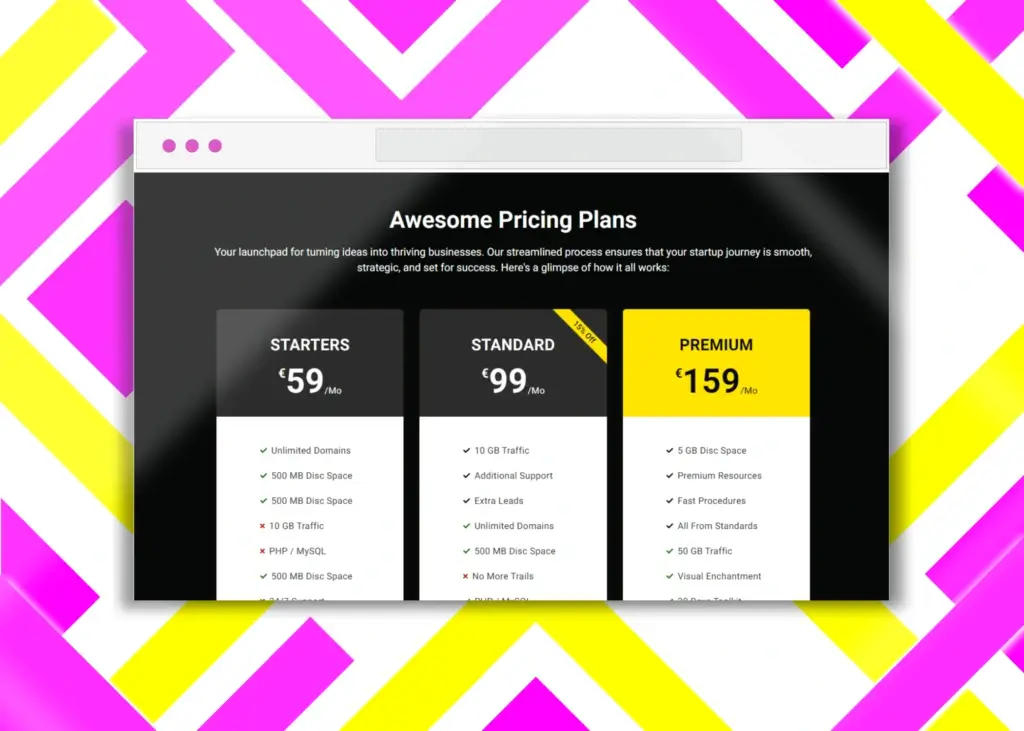 Awesome Pricing Plans
Your launchpad for turning ideas into thriving businesses. Our streamlined process ensures that your startup journey is smooth,
strategic, and set for success. Here's a glimpse of how it all works:
STARTERS
€59/Mo
Unlimited Domains
500 MB Disc Space
500 MB Disc Space
10 GB Traffic
PHP / MySQL
500 MB Disc Space
15% Off
STANDARD
€99/Mo
10 GB Traffic
Additional Support
Extra Leads
Unlimited Domains
500 MB Disc Space
No More Trails
PREMIUM
€159/Mo
5 GB Disc Space
Premium Resources
Fast Procedures
All From Standards
50 GB Traffic
Visual Enchantment